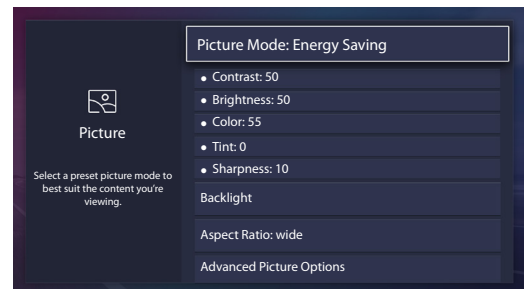 Picture
Select a preset picture mode to
best suit the content you're
viewing.
Picture Mode: Energy Saving
• Contrast: 50
• Brightness: 50
• Color: 55
• Tint: 0
• Sharpness: 10
Backlight
Aspect Ratio: wide
Advanced Picture Options